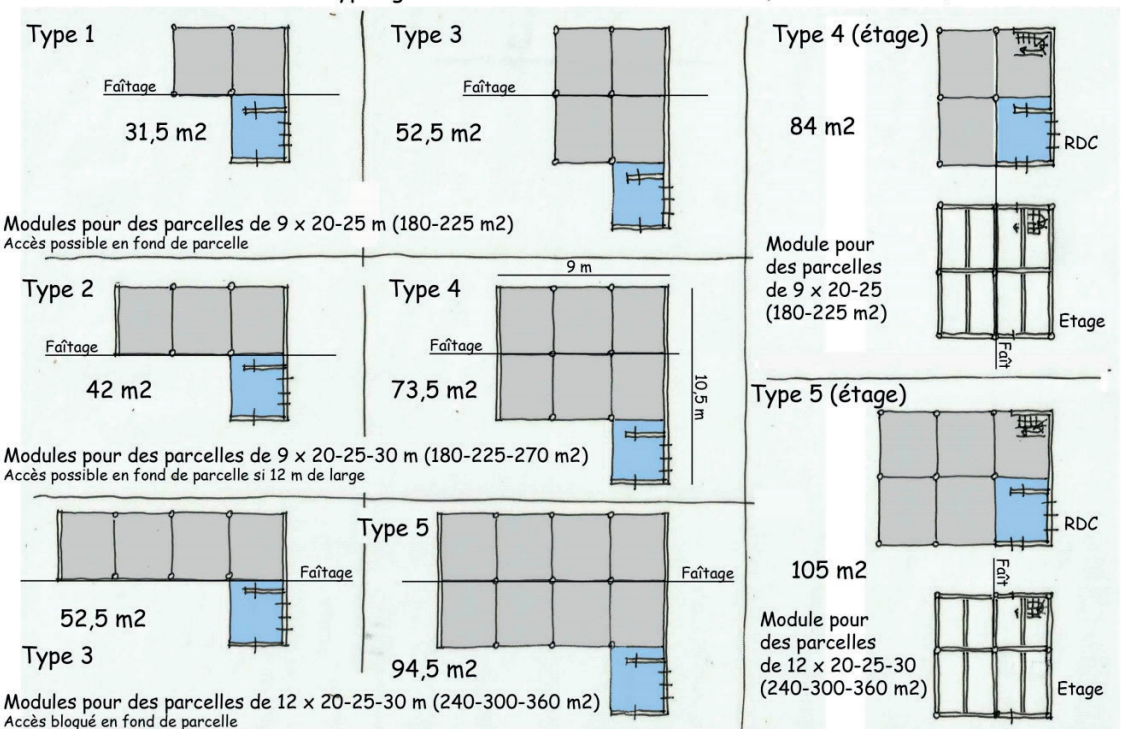 Type 1
Faîtage
31,5 m2
Type 3
Faîtage
52,5 m2
Modules pour des parcelles de 9 x 20-25 m (180-225 m2)
Accès possible en fond de parcelle
Type 2
Faîtage
42 m2
Type 4
9 m
Faîtage
73,5 m2
10,5 m
Modules pour des parcelles de 9 x 20-25-30 m (180-225-270 m2)
Accès possible en fond de parcelle si 12 m de large
Faîtage
52,5 m2
Type 3
Type 5
Faîtage
94,5 m2
Modules pour des parcelles de 12 x 20-25-30 m (240-300-360 m2)
Accès bloqué en fond de parcelle
Type 4 (étage)
84 m2
RDC
Module pour
des parcelles
de 9 x 20-25
(180-225 m2)
Etage
Faît
Type 5 (étage)
RDC
105 m2
Faît
Module pour
des parcelles
de 12 x 20-25-30
(240-300-360 m2)
Etage